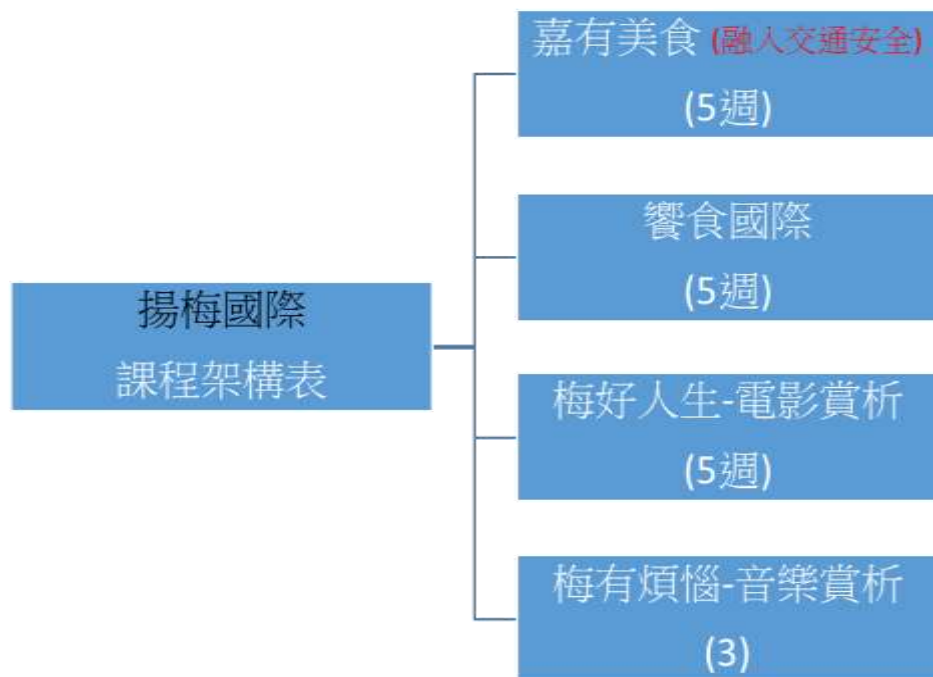 嘉有美食 (融入交通安全)
(5週)
饗食國際
(5週)
揚梅國際
課程架構表
梅好人生-電影賞析
(5週)
梅有煩惱-音樂賞析
(3)